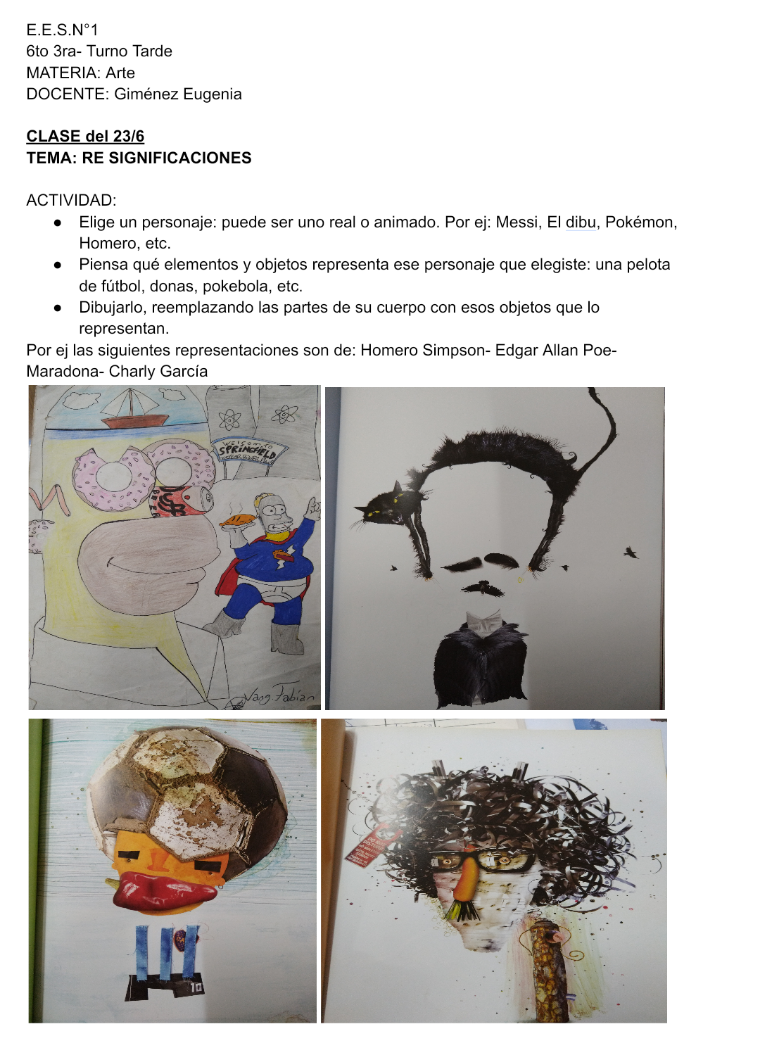 E.E.S.N°1
6to 3ra- Turno Tarde
MATERIA: Arte
DOCENTE: Giménez Eugenia
CLASE del 23/6
TEMA: RE SIGNIFICACIONES
ACTIVIDAD:
● Elige un personaje: puede ser uno real o animado. Por ej: Messi, El dibu, Pokémon,
Homero, etc.
● Piensa qué elementos y objetos representa ese personaje que elegiste: una pelota
de fútbol, donas, pokebola, etc.
● Dibujarlo, reemplazando las partes de su cuerpo con esos objetos que lo
representan.
Por ej las siguientes representaciones son de: Homero Simpson- Edgar Allan Poe-
Maradona- Charly García
WELCOME to
SPRINGFIELD
Vang. Fabian
10